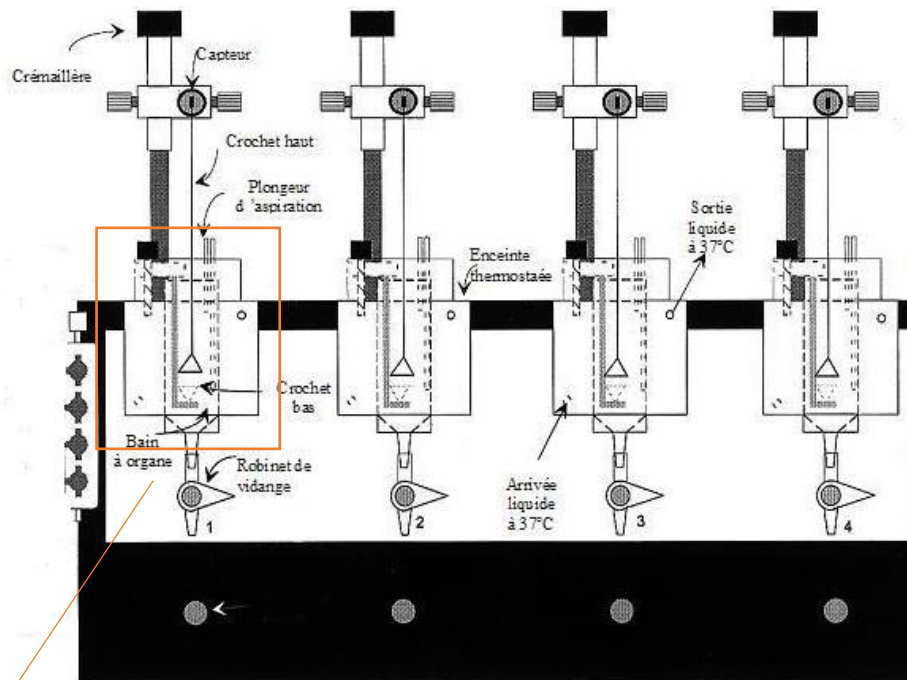 Capteur
Crémaillère
Crochet haut
Plongeur
d 'aspiration
Sortie
liquide
à 37°C
Enceinte
thermostaée
Crochet
bas
Bain
à organe
Robinet de
vidange
Arrivée
liquide
à 37°C
1
2
3
4